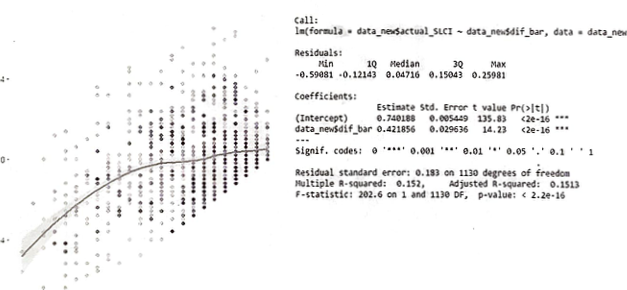 4-
0-
4-
Call:
lm(formula = data_new$actual_SLCI ~ data_new$dif_bar, data = data_new
Residuals:
Min 1Q Median 3Q Max
-0.59081 -0.12143 0.04716 0.15043 0.25981
Coefficients:
Estimate Std. Error t value Pr(>|t|)
(Intercept) 0.740188 0.005449 135.83 <2e-16 ***
data_new$dif_bar 0.421856 0.029636 14.23 <2e-16 ***
---
Signif. codes: 0 '***' 0.001 '**' 0.01 '*' 0.05 '.' 0.1 ' ' 1
Residual standard error: 0.183 on 1130 degrees of freedom
Multiple R-squared: 0.152, Adjusted R-squared: 0.1513
F-statistic: 202.6 on 1 and 1130 DF, p-value: < 2.2e-16